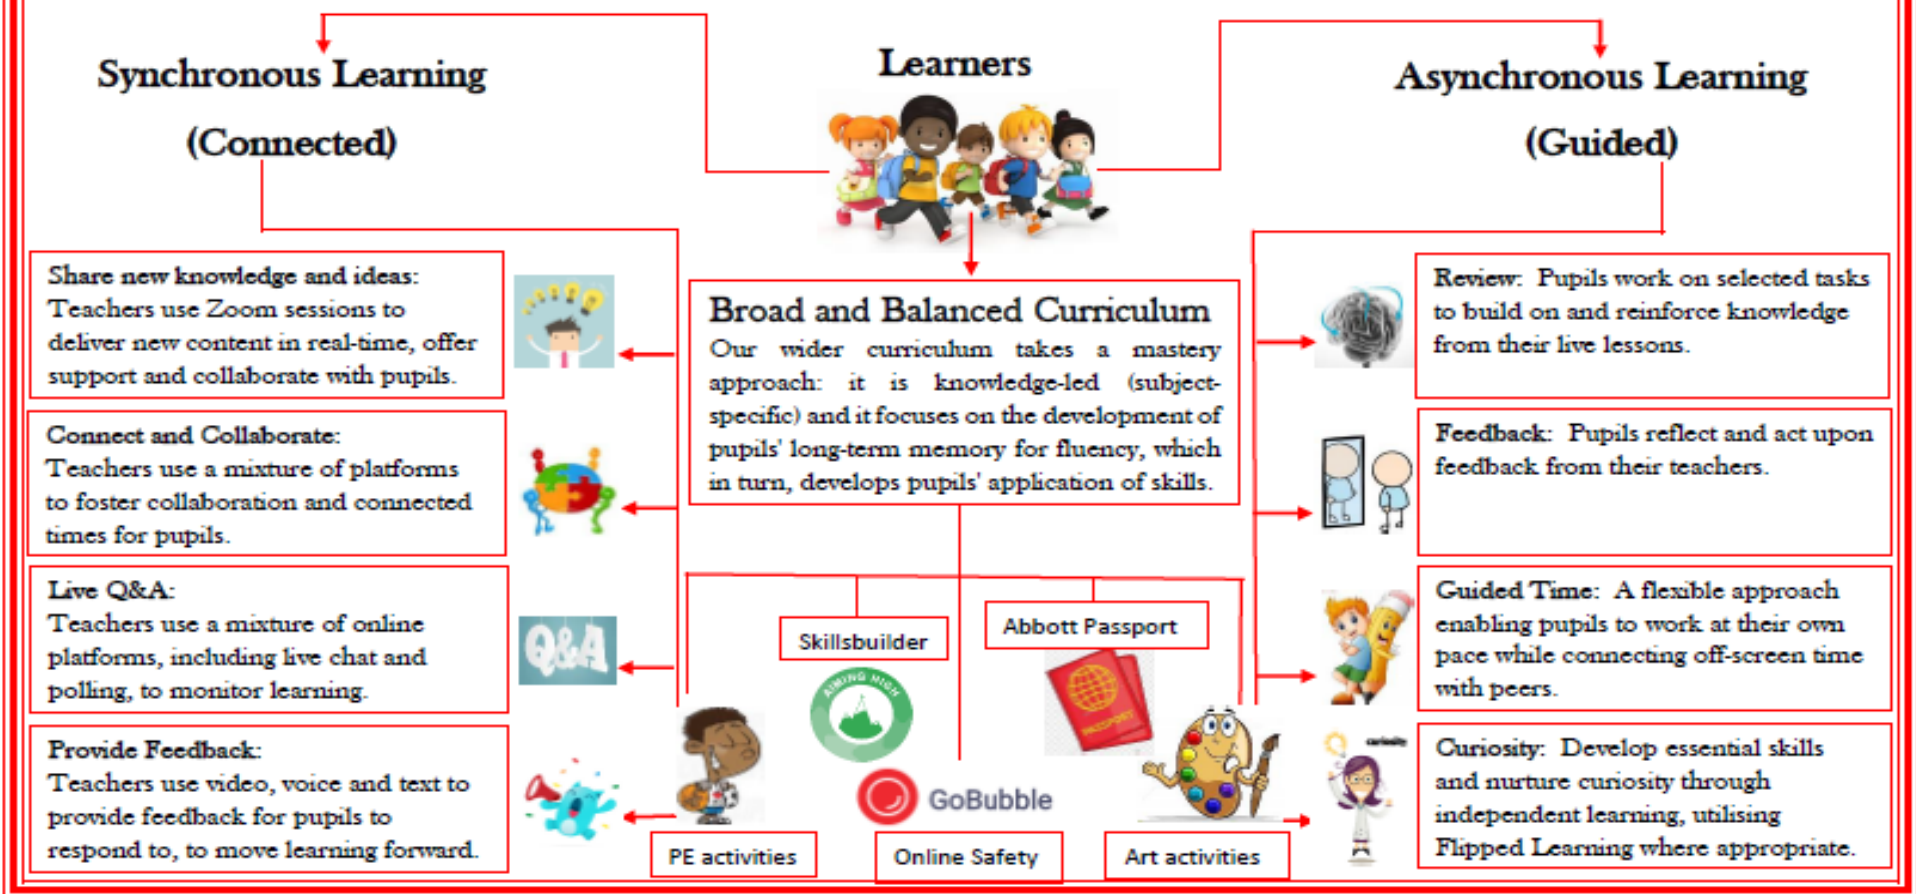 Synchronous Learning
(Connected)
Learners
Asynchronous Learning
(Guided)
Share new knowledge and ideas:
Teachers use Zoom sessions to
deliver new content in real-time, offer
support and collaborate with pupils.
Connect and Collaborate:
Teachers use a mixture of platforms
to foster collaboration and connected
times for pupils.
Live Q&A:
Teachers use a mixture of online
platforms, including live chat and
polling, to monitor learning.
Provide Feedback:
Teachers use video, voice and text to
provide feedback for pupils to
respond to, to move learning forward.
Q&A
Broad and Balanced Curriculum
Our wider curriculum takes a mastery
approach: it is knowledge-led (subject-
specific) and it focuses on the development of
pupils' long-term memory for fluency, which
in turn, develops pupils' application of skills.
Skillsbuilder
Abbott Passport
AIMING HIGH
PASSPORT
GoBubble
PE activities
Online Safety
Art activities
Review: Pupils work on selected tasks
to build on and reinforce knowledge
from their live lessons.
Feedback: Pupils reflect and act upon
feedback from their teachers.
Guided Time: A flexible approach
enabling pupils to work at their own
pace while connecting off-screen time
with peers.
curiosity
Curiosity: Develop essential skills
and nurture curiosity through
independent learning, utilising
Flipped Learning where appropriate.